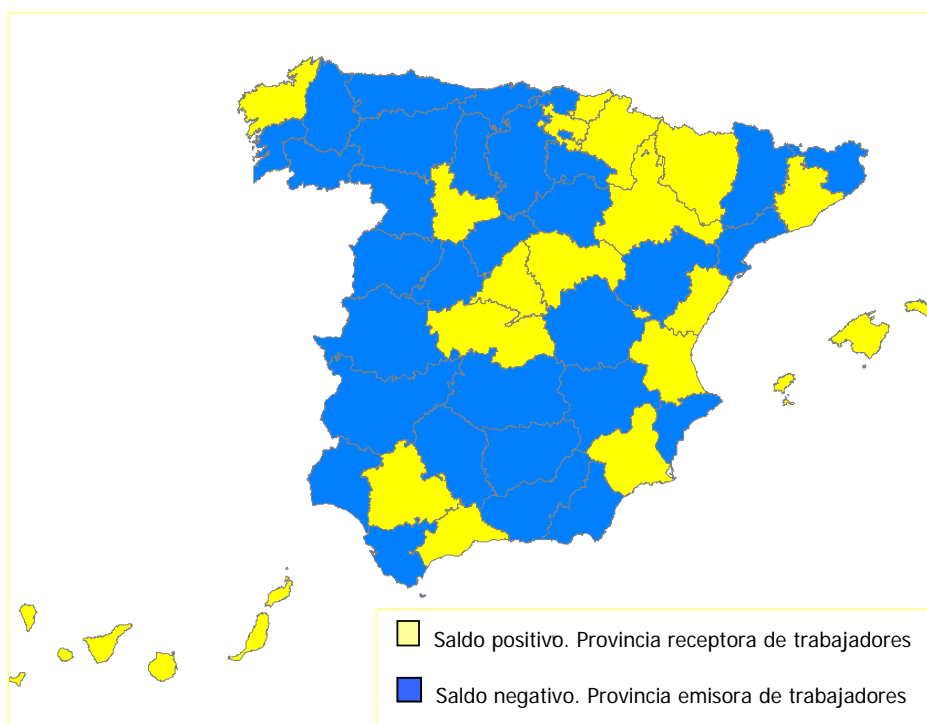 Saldo positivo. Provincia receptora de trabajadores
Saldo negativo. Provincia emisora de trabajadores